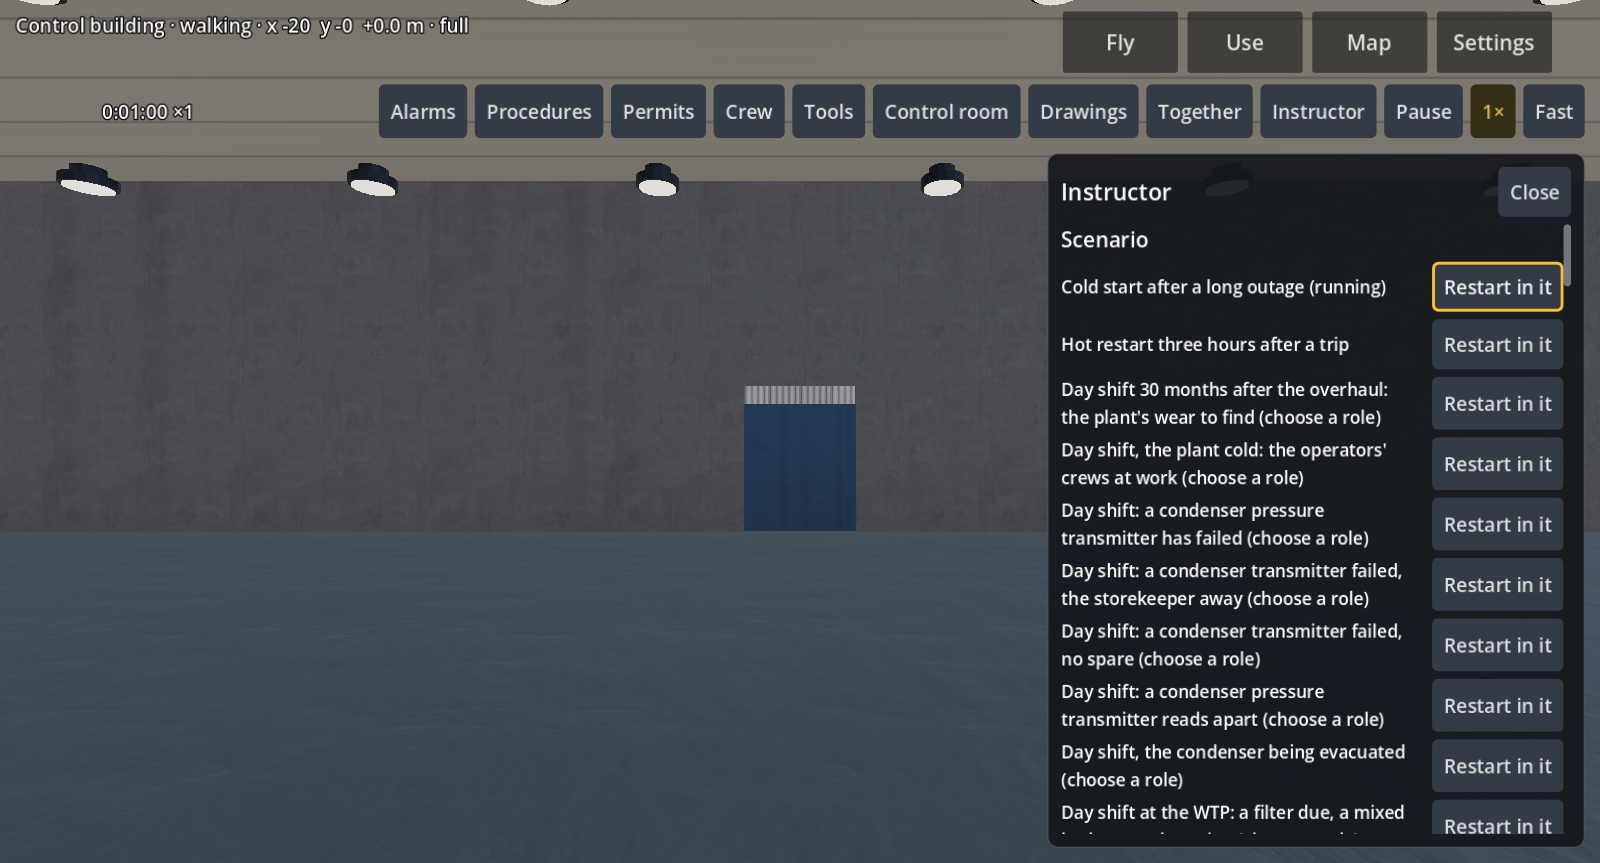 Control building · walking · x -20 y -0 +0.0 m · full
Fly
Use
Map
Settings
0:01:00 ×1
Alarms
Procedures
Permits
Crew
Tools
Control room
Drawings
Together
Instructor
Pause
1×
Fast
Instructor
Close
Scenario
Cold start after a long outage (running)
Restart in it
Hot restart three hours after a trip
Restart in it
Day shift 30 months after the overhaul:
the plant's wear to find (choose a role)
Restart in it
Day shift, the plant cold: the operators'
crews at work (choose a role)
Restart in it
Day shift: a condenser pressure
transmitter has failed (choose a role)
Restart in it
Day shift: a condenser transmitter failed,
the storekeeper away (choose a role)
Restart in it
Day shift: a condenser transmitter failed,
no spare (choose a role)
Restart in it
Day shift: a condenser pressure
transmitter reads apart (choose a role)
Restart in it
Day shift, the condenser being evacuated
(choose a role)
Restart in it
Day shift at the WTP: a filter due, a mixed
Restart in it